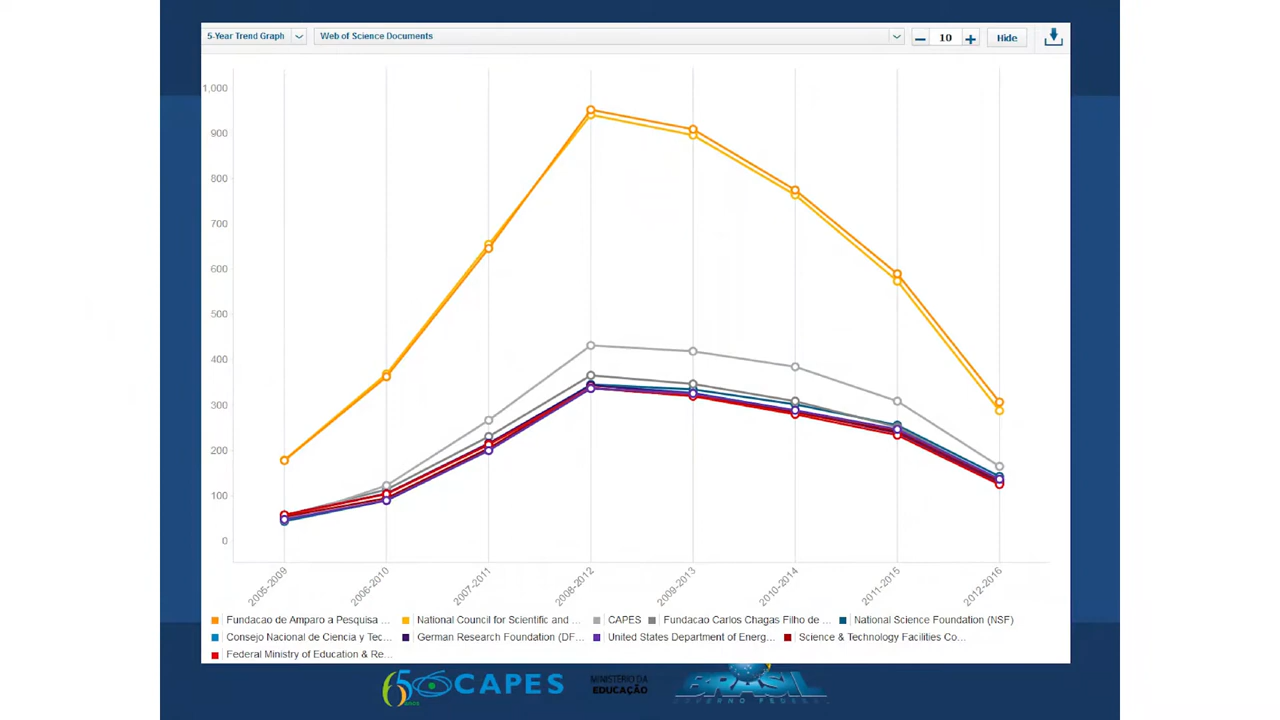 5-Year Trend Graph Web of Science Documents 10 Hide
1,000
900
800
700
600
500
400
300
200
100
0
2005-2009 2006-2010 2007-2011 2008-2012 2009-2013 2010-2014 2011-2015 2012-2016
Fundacao de Amparo a Pesquisa ... National Council for Scientific and ... CAPES Fundacao Carlos Chagas Filho de ... National Science Foundation (NSF)
Consejo Nacional de Ciencia y Tec... German Research Foundation (DF... United States Department of Energ... Science & Technology Facilities Co...
Federal Ministry of Education & Re...
65 ANOS CAPES MINISTÉRIO DA
EDUCAÇÃO
BRASIL
GOVERNO FEDERAL